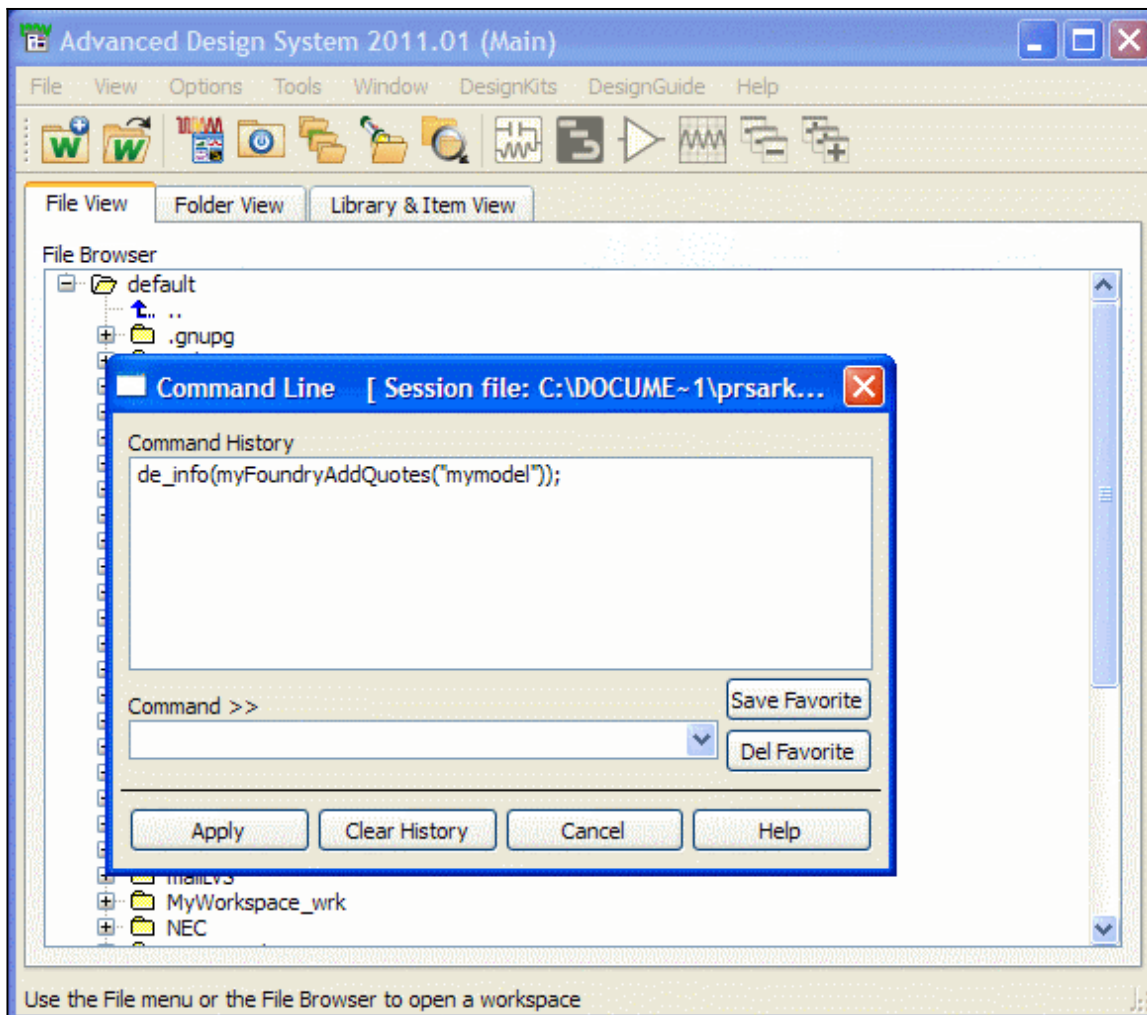 Advanced Design System 2011.01 (Main)
File View Options Tools Window DesignKits DesignGuide Help
File View Folder View Library & Item View
File Browser
default
..
.gnupg
Command Line [ Session file: C:\DOCUME~1\prsark...
Command History
de_info(myFoundryAddQuotes("mymodel"));
Command >>
Save Favorite
Del Favorite
Apply Clear History Cancel Help
MyWorkspace_wrk
NEC
Use the File menu or the File Browser to open a workspace